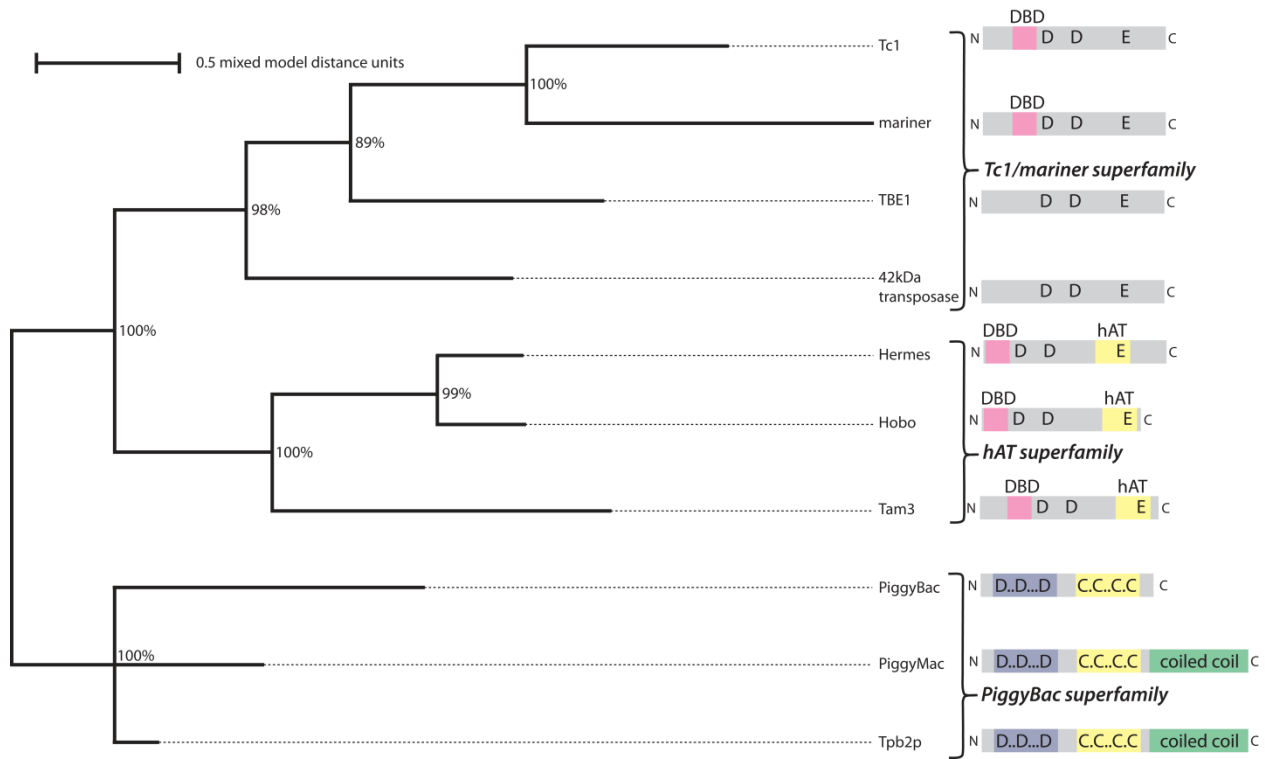 DBD
Tc1 N D D E C
0.5 mixed model distance units
100%
DBD
mariner N D D E C
89%
Tc1/mariner superfamily
TBE1 N D D E C
98%
42kDa
transposase N D D E C
100%
DBD hAT
Hermes N D D E C
99%
DBD hAT
Hobo N D D E C
100%
hAT superfamily
DBD hAT
Tam3 N D D E C
PiggyBac N D..D...D C.C..C.C C
100%
PiggyMac N D..D...D C.C..C.C coiled coil C
PiggyBac superfamily
Tpb2p N D..D...D C.C..C.C coiled coil C